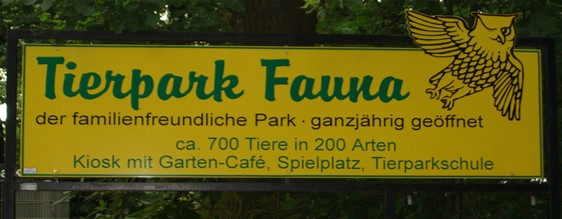 Tierpark Fauna
der familienfreundliche Park · ganzjährig geöffnet
ca. 700 Tiere in 200 Arten
Kiosk mit Garten-Café, Spielplatz, Tierparkschule